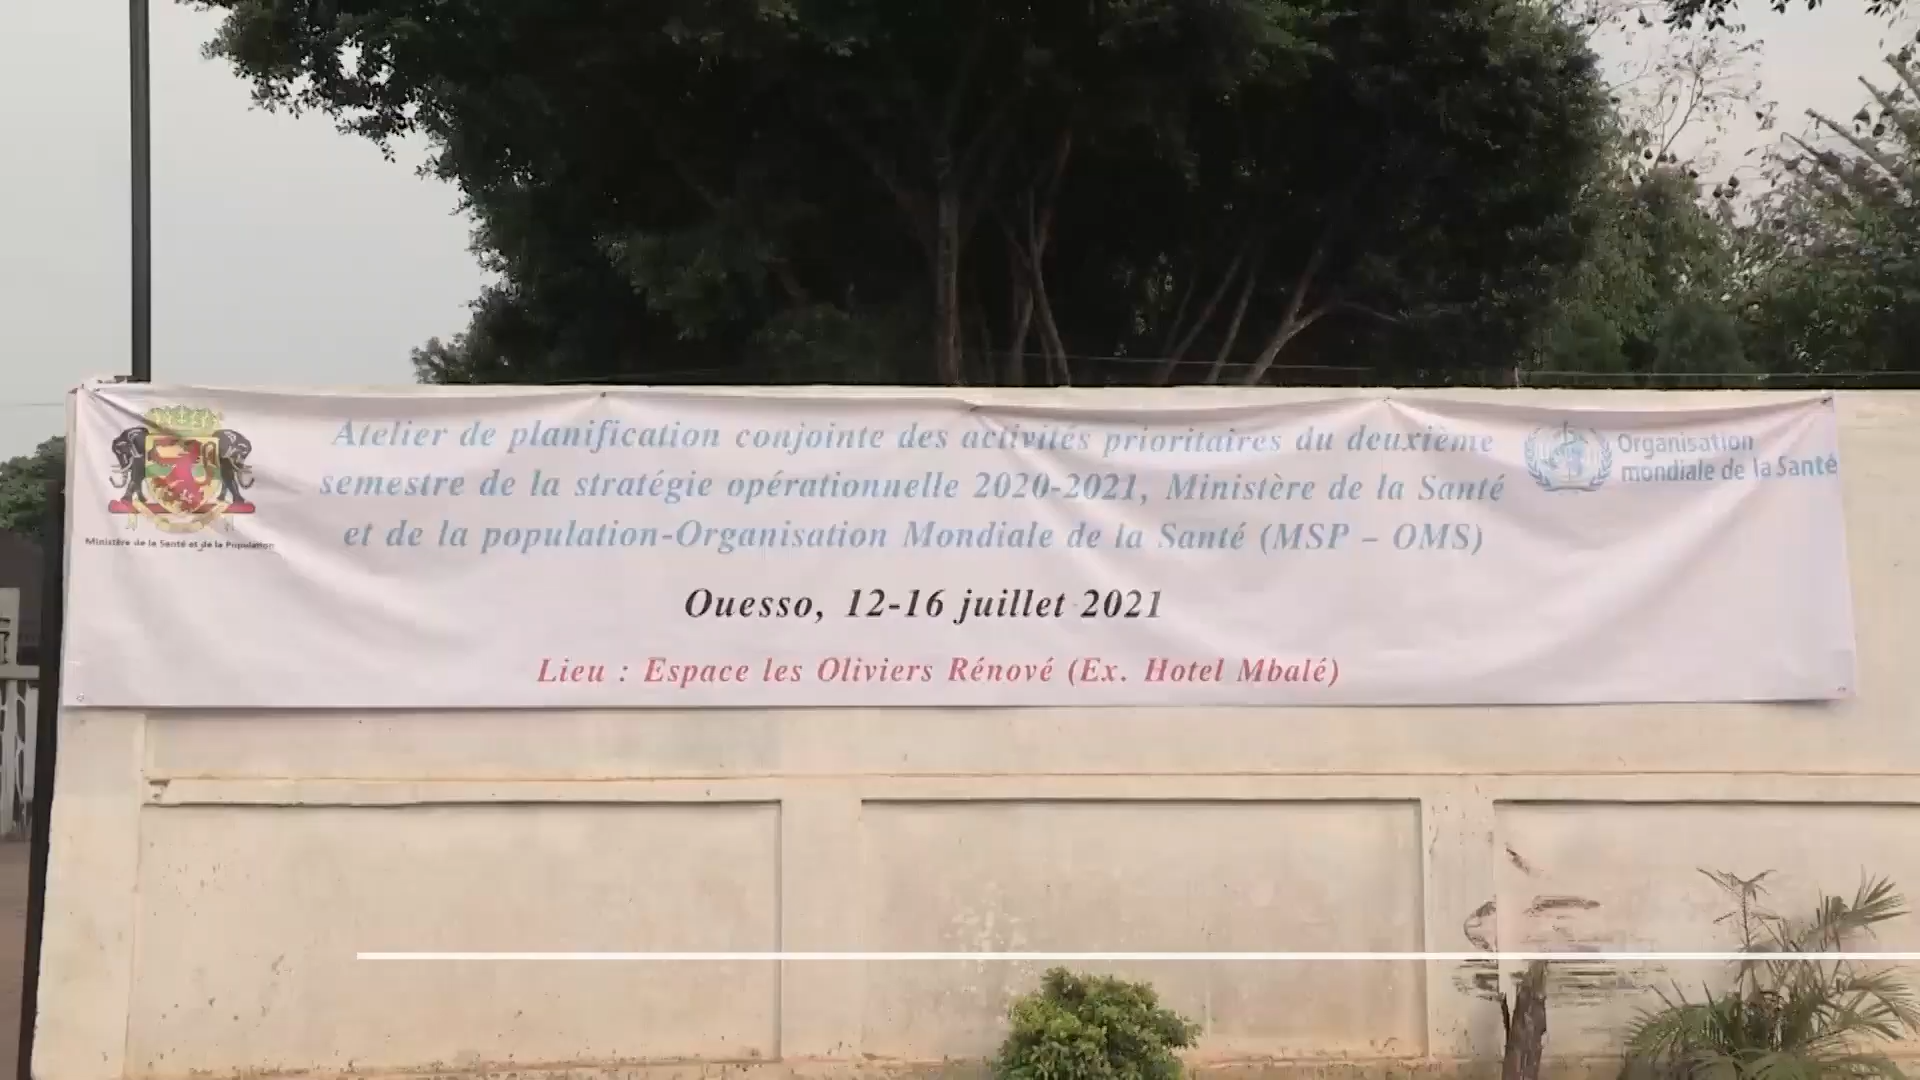 Atelier de planification conjointe des activités prioritaires du deuxième
semestre de la stratégie opérationnelle 2020-2021, Ministère de la Santé
et de la population-Organisation Mondiale de la Santé (MSP – OMS)
Organisation
mondiale de la Santé
Ministère de la Santé et de la Population
Ouesso, 12-16 juillet 2021
Lieu : Espace les Oliviers Rénové (Ex. Hotel Mbalé)